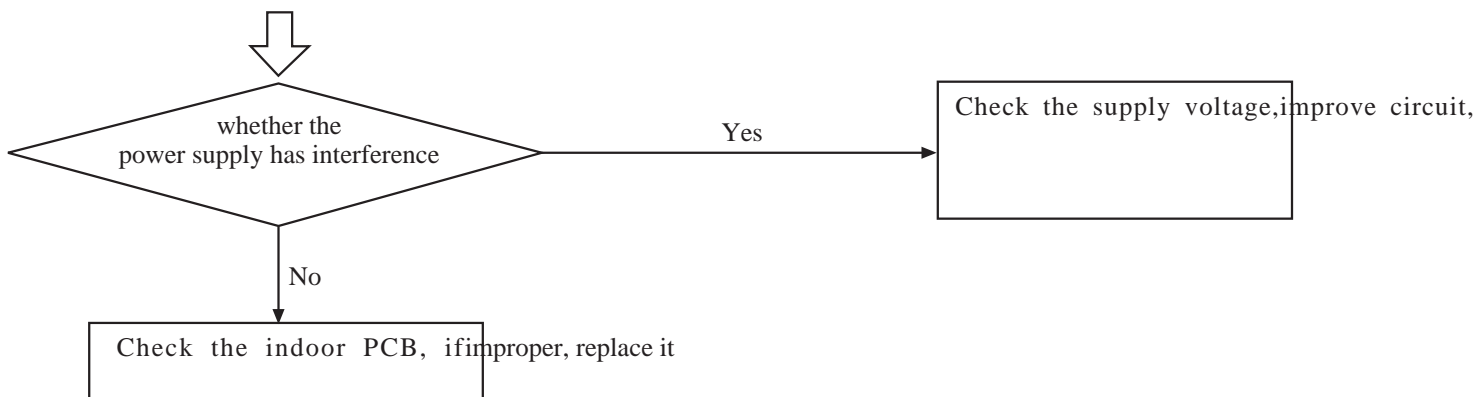 whether the
power supply has interference
Yes
Check the supply voltage,improve circuit,
No
Check the indoor PCB, ifimproper, replace it